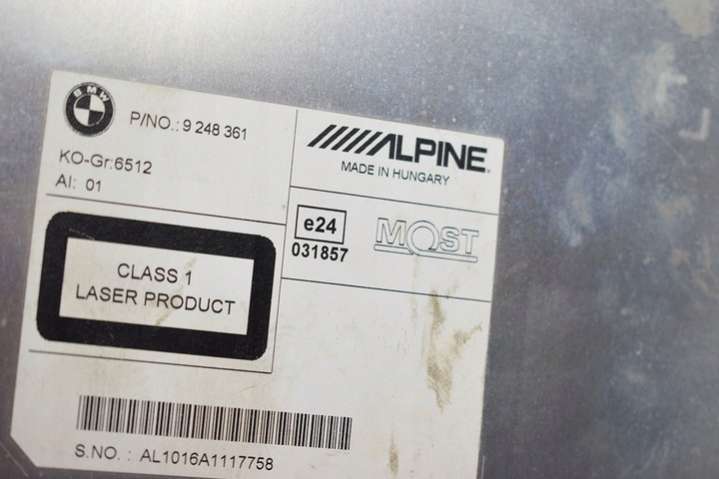 BMW
P/NO.: 9 248 361
KO-Gr:6512
AI: 01
ALPINE
MADE IN HUNGARY
e24
031857
MOST
CLASS 1
LASER PRODUCT
S.NO. : AL1016A1117758